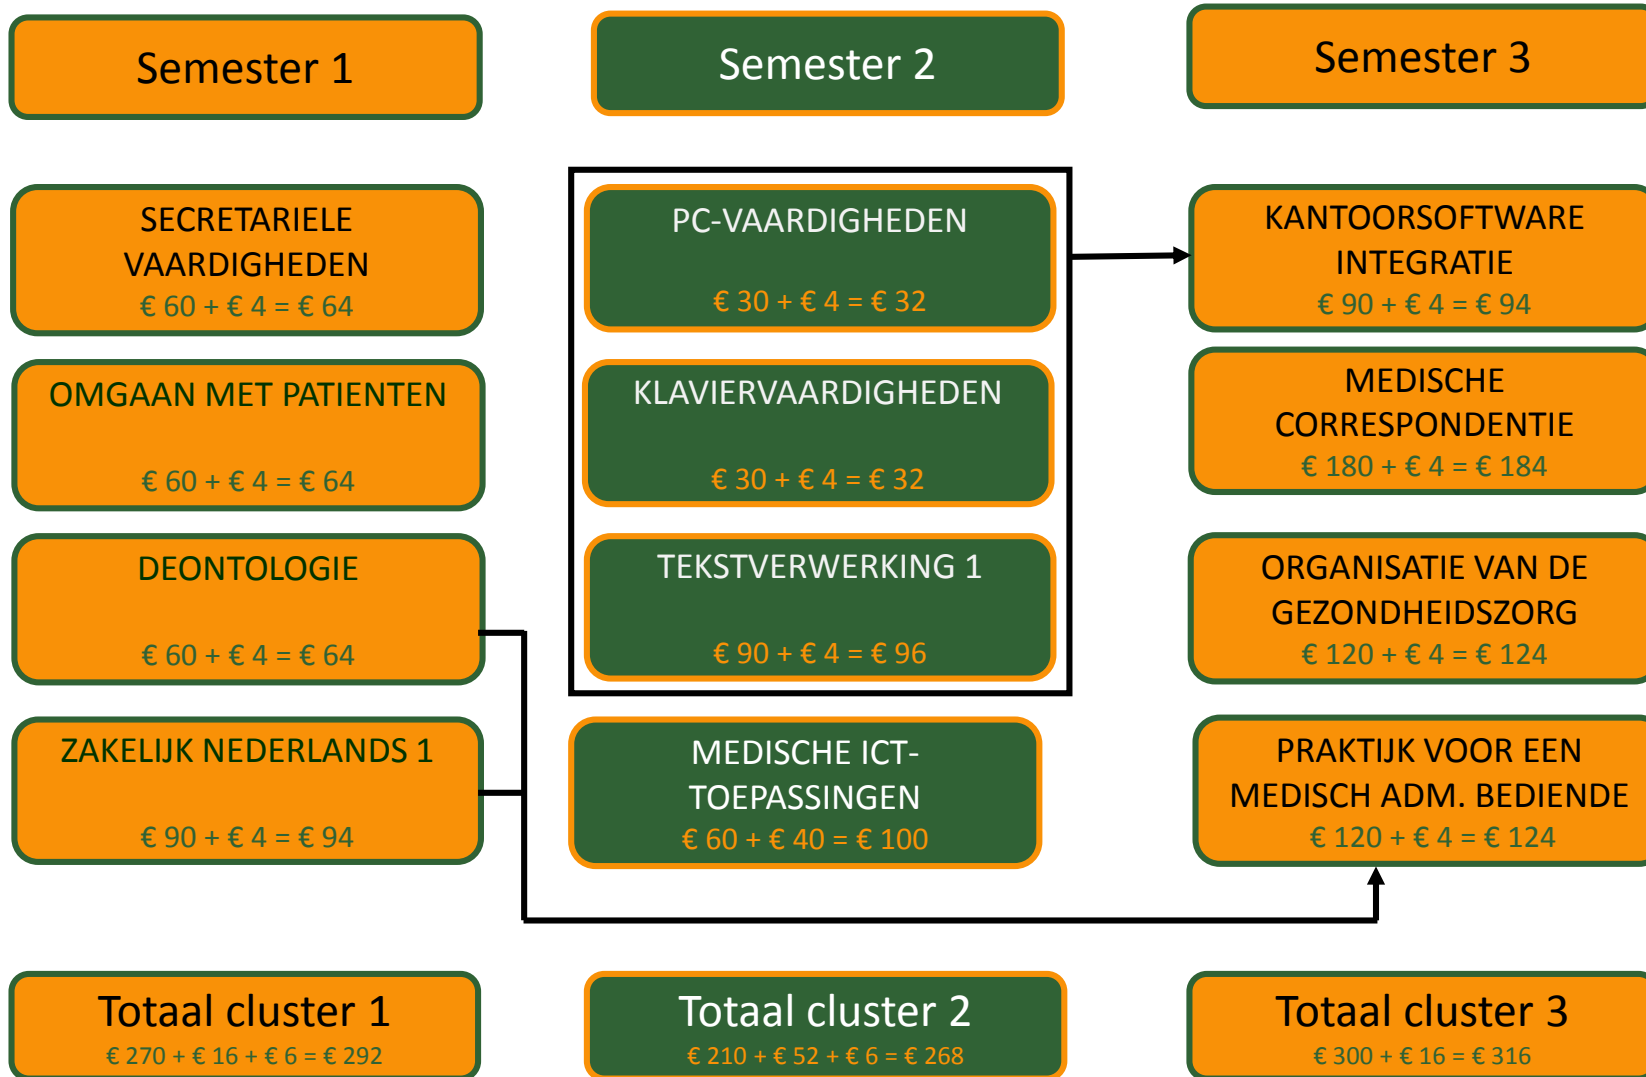 Semester 1
Semester 2
Semester 3
SECRETARIELE
VAARDIGHEDEN
€ 60 + € 4 = € 64
PC-VAARDIGHEDEN
€ 30 + € 4 = € 32
KANTOORSOFTWARE
INTEGRATIE
€ 90 + € 4 = € 94
OMGAAN MET PATIENTEN
€ 60 + € 4 = € 64
KLAVIERVAARDIGHEDEN
€ 30 + € 4 = € 32
MEDISCHE
CORRESPONDENTIE
€ 180 + € 4 = € 184
DEONTOLOGIE
€ 60 + € 4 = € 64
TEKSTVERWERKING 1
€ 90 + € 4 = € 96
ORGANISATIE VAN DE
GEZONDHEIDSZORG
€ 120 + € 4 = € 124
ZAKELIJK NEDERLANDS 1
€ 90 + € 4 = € 94
MEDISCHE ICT-
TOEPASSINGEN
€ 60 + € 40 = € 100
PRAKTIJK VOOR EEN
MEDISCH ADM. BEDIENDE
€ 120 + € 4 = € 124
Totaal cluster 1
€ 270 + € 16 + € 6 = € 292
Totaal cluster 2
€ 210 + € 52 + € 6 = € 268
Totaal cluster 3
€ 300 + € 16 = € 316